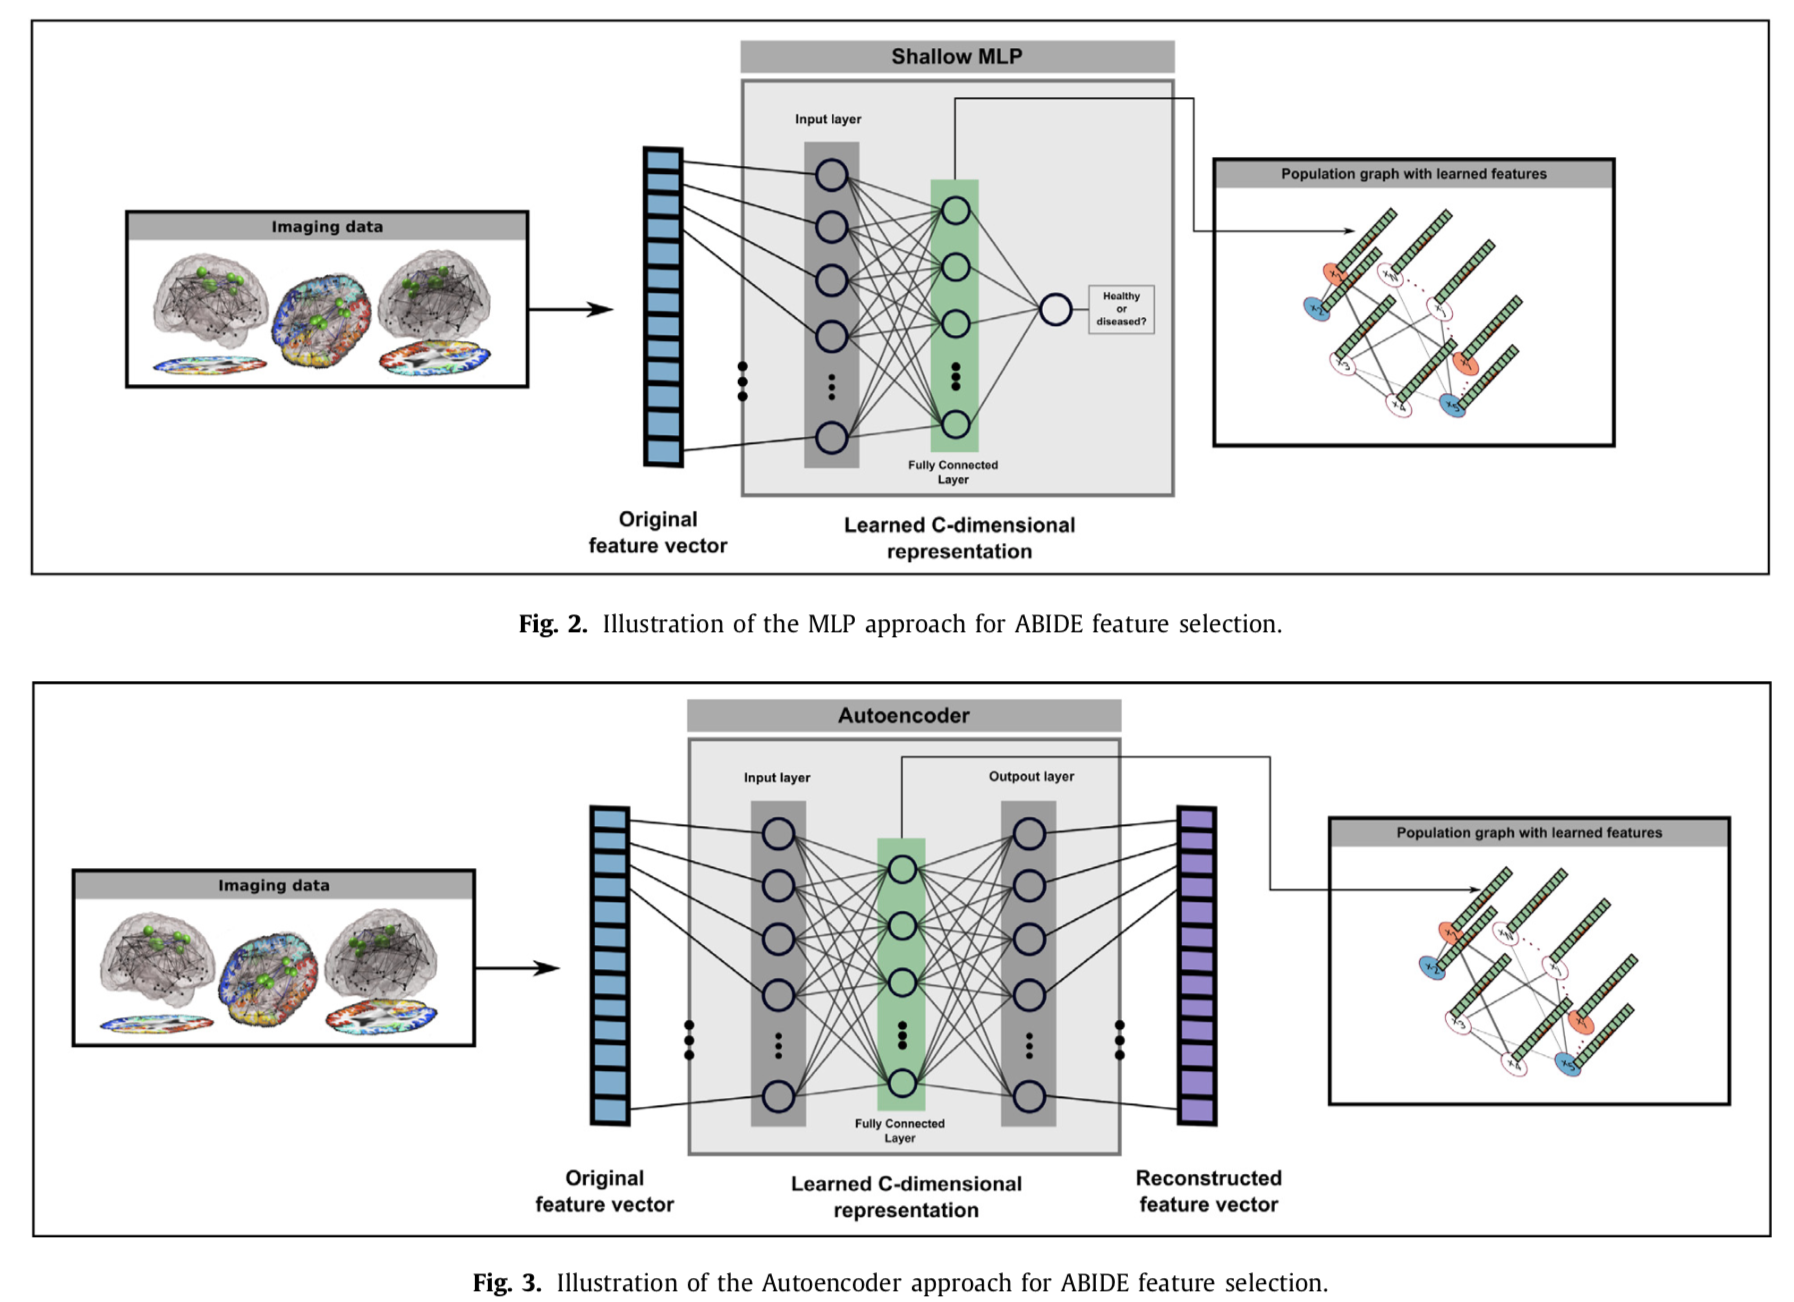 Shallow MLP
Input layer
Imaging data
Population graph with learned features
Healthy
or
diseased?
Fully Connected
Layer
Original
feature vector
Learned C-dimensional
representation
Fig. 2. Illustration of the MLP approach for ABIDE feature selection.
Autoencoder
Input layer
Outpout layer
Imaging data
Population graph with learned features
Fully Connected
Layer
Original
feature vector
Learned C-dimensional
representation
Reconstructed
feature vector
Fig. 3. Illustration of the Autoencoder approach for ABIDE feature selection.